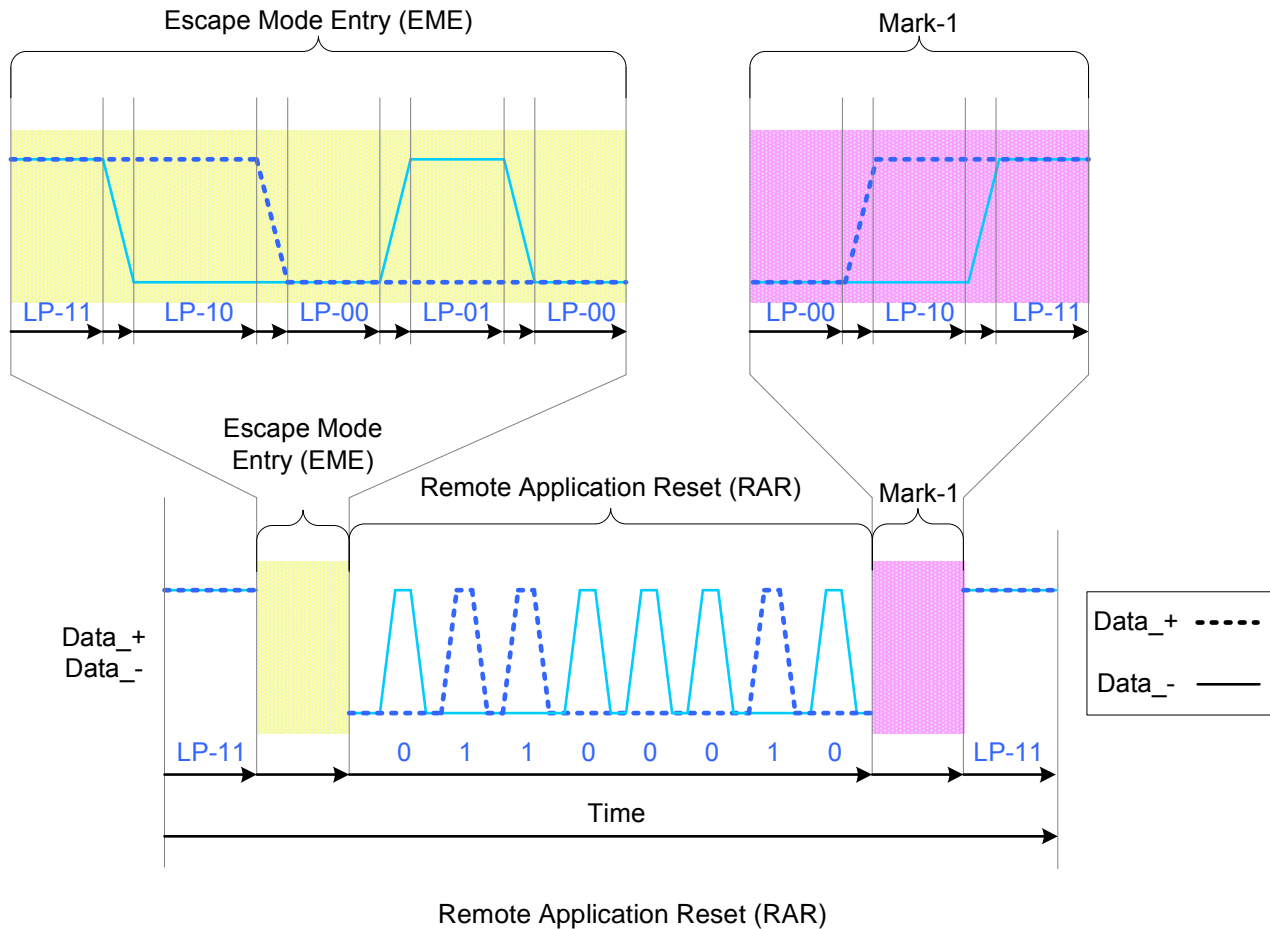 Escape Mode Entry (EME)
Mark-1
LP-11 LP-10 LP-00 LP-01 LP-00
LP-00 LP-10 LP-11
Escape Mode
Entry (EME)
Remote Application Reset (RAR)
Mark-1
Data_+
Data_-
Data_+
Data_-
LP-11 0 1 1 0 0 0 1 0 LP-11
Time
Remote Application Reset (RAR)